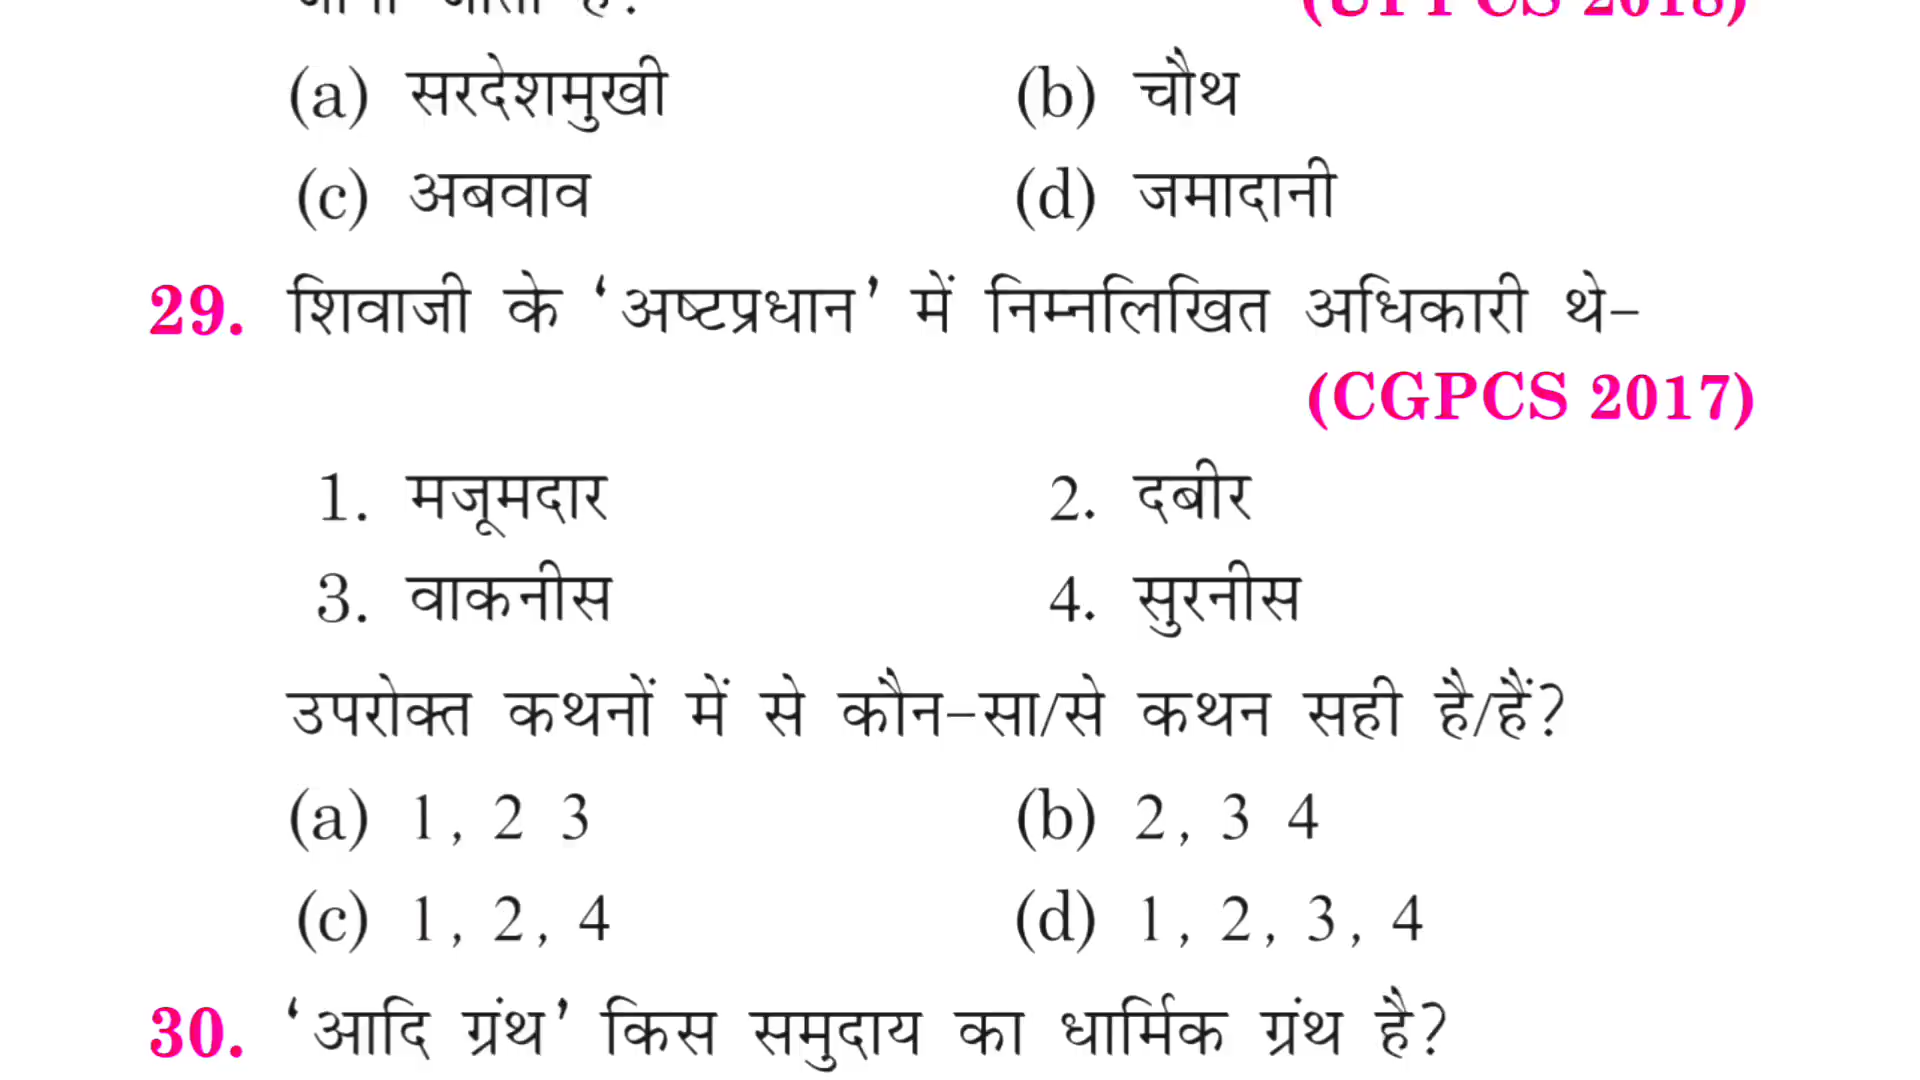 (a) सरदेशमुखी (b) चौथ
(c) अबवाव (d) जमादानी
29. शिवाजी के ‘अष्टप्रधान’ में निम्नलिखित अधिकारी थे–
(CGPCS 2017)
1. मजूमदार 2. दबीर
3. वाकनीस 4. सुरनीस
उपरोक्त कथनों में से कौन–सा/से कथन सही है/हैं?
(a) 1, 2 3 (b) 2, 3 4
(c) 1, 2, 4 (d) 1, 2, 3, 4
30. ‘आदि ग्रंथ’ किस समुदाय का धार्मिक ग्रंथ है?